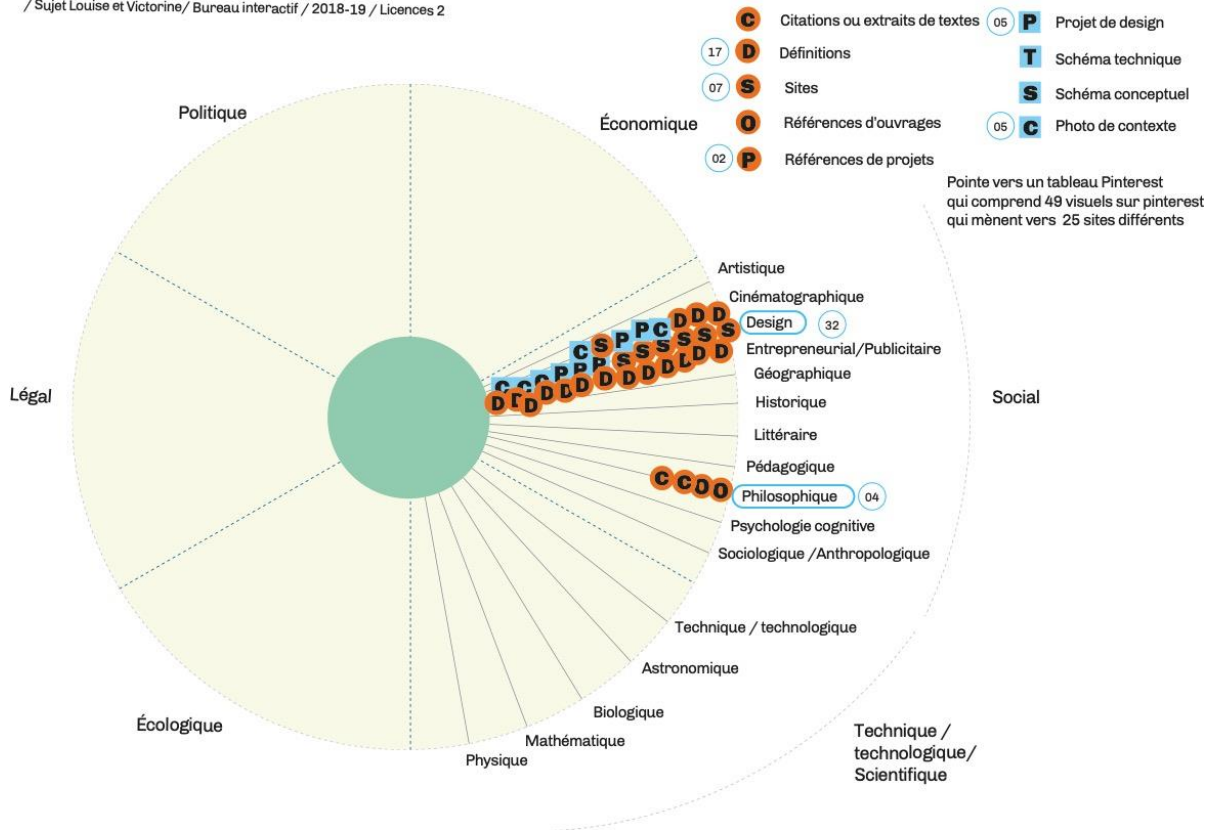 / Sujet Louise et Victorine/ Bureau interactif / 2018-19 / Licences 2
C Citations ou extraits de textes
17 D Définitions
07 S Sites
O Références d'ouvrages
02 P Références de projets
05 P Projet de design
T Schéma technique
S Schéma conceptuel
05 C Photo de contexte
Pointe vers un tableau Pinterest
qui comprend 49 visuels sur pinterest
qui mènent vers 25 sites différents
Politique
Économique
Légal
Écologique
Social
Technique /
technologique/
Scientifique
Artistique
Cinématographique
Design 32
Entrepreneurial/Publicitaire
Géographique
Historique
Littéraire
Pédagogique
C C D O
Philosophique 04
Psychologie cognitive
Sociologique /Anthropologique
Technique / technologique
Astronomique
Biologique
Mathématique
Physique
C C C P P P S S S S S S
C S P P C D D D
D D D D D D D D D D D D D D